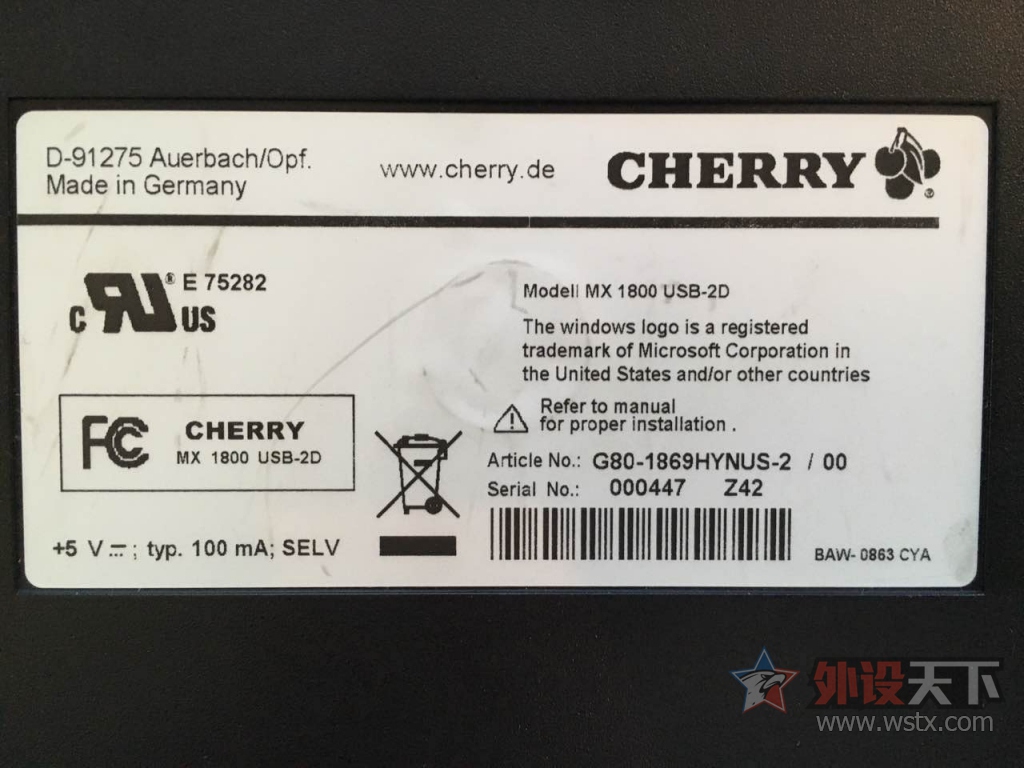 D-91275 Auerbach/Opf.
Made in Germany
www.cherry.de
CHERRY
®
c RU ® US
E 75282
Modell MX 1800 USB-2D
The windows logo is a registered
trademark of Microsoft Corporation in
the United States and/or other countries
Refer to manual
for proper installation .
FC CHERRY
MX 1800 USB-2D
Article No.: G80-1869HYNUS-2 / 00
Serial No.: 000447 Z42
+5 V ⎓ ; typ. 100 mA; SELV
BAW- 0863 CYA
外设天下
www.wstx.com